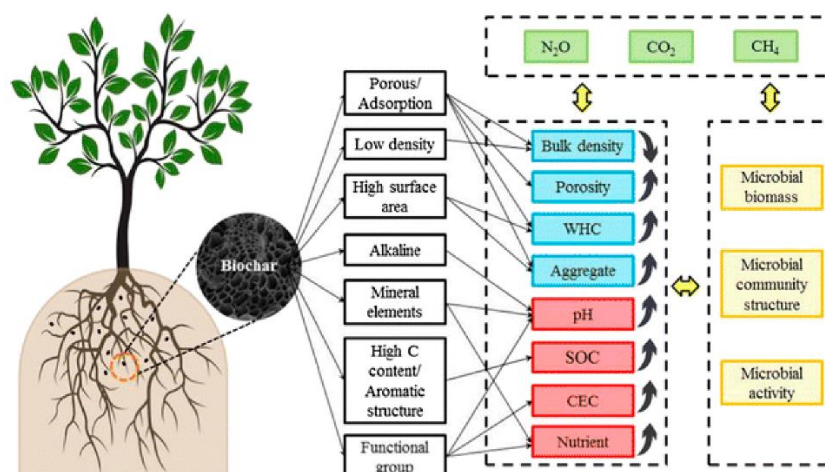 N₂O
CO₂
CH₄
Biochar
Porous/
Adsorption
Low density
High surface
area
Alkaline
Mineral
elements
High C
content/
Aromatic
structure
Functional
group
Bulk density
Porosity
WHC
Aggregate
pH
SOC
CEC
Nutrient
Microbial
biomass
Microbial
community
structure
Microbial
activity